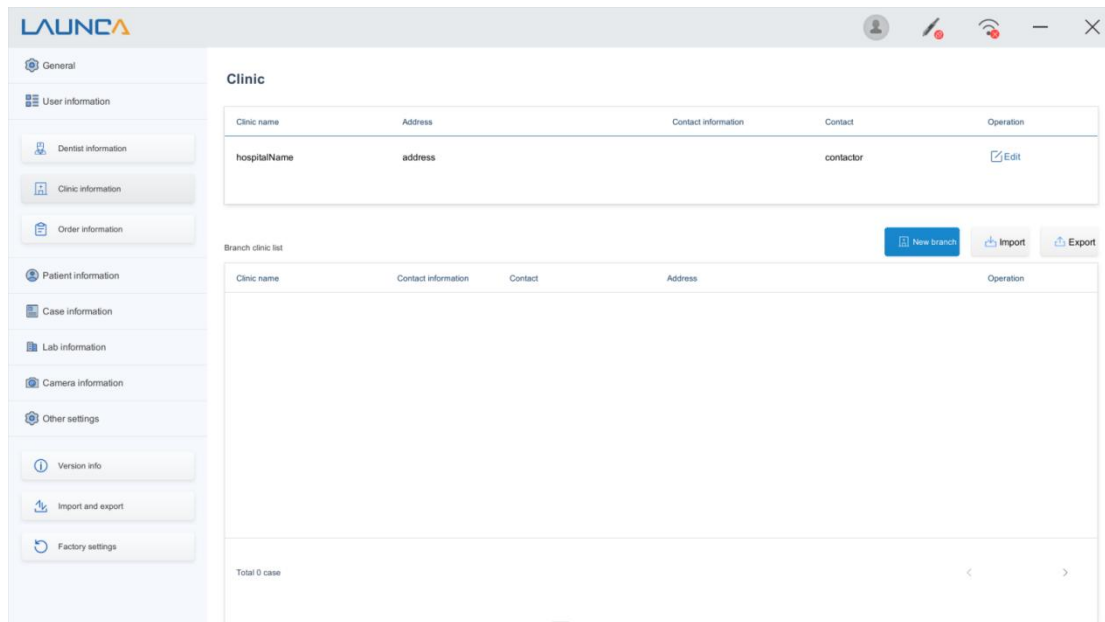 LAUNCA
General
User information
Dentist information
Clinic information
Order information
Patient information
Case information
Lab information
Camera information
Other settings
Version info
Import and export
Factory settings
Clinic
Clinic name Address Contact information Contact Operation
hospitalName address contactor Edit
Branch clinic list New branch Import Export
Clinic name Contact information Contact Address Operation
Total 0 case